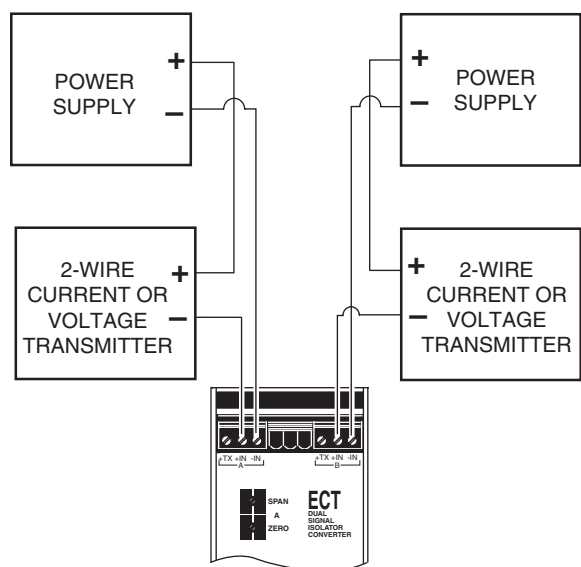 POWER
SUPPLY
+
−
POWER
SUPPLY
+
−
2-WIRE
CURRENT OR
VOLTAGE
TRANSMITTER
+
−
2-WIRE
CURRENT OR
VOLTAGE
TRANSMITTER
+
−
+TX +IN -IN
A
+TX +IN -IN
B
SPAN
A
ZERO
ECT
DUAL
SIGNAL
ISOLATOR
CONVERTER